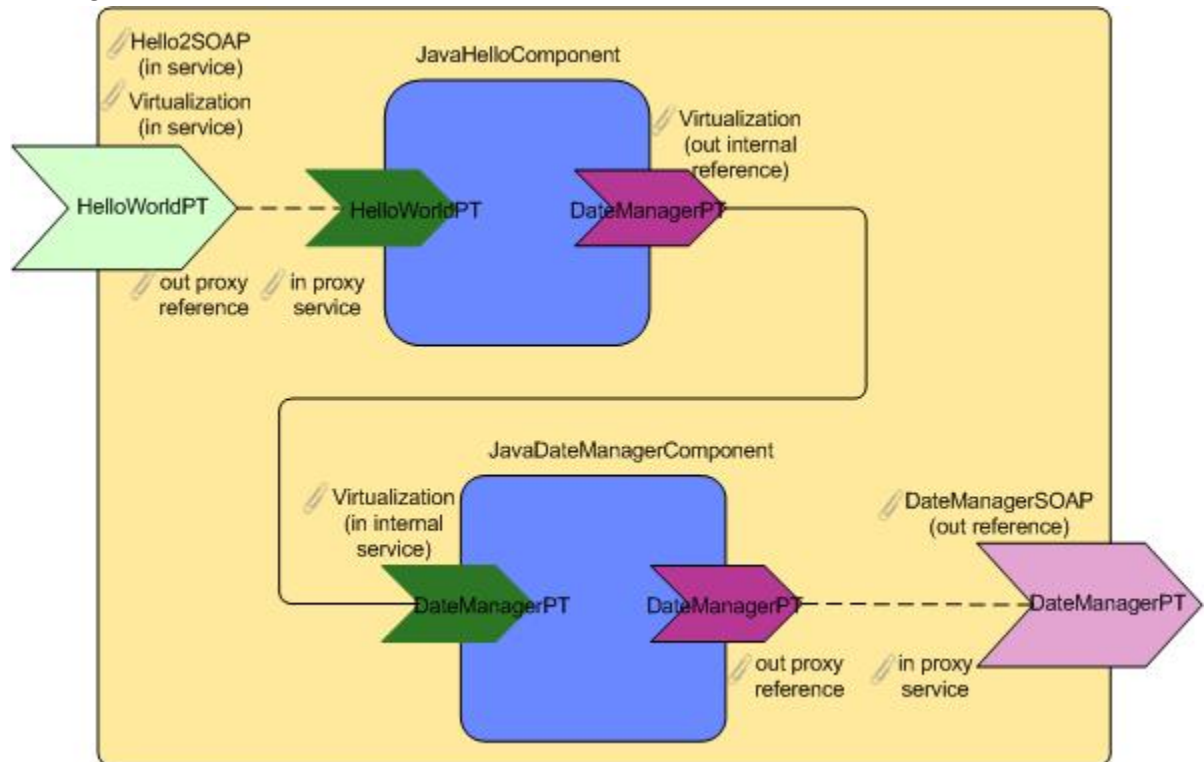 Hello2SOAP
(in service)
JavaHelloComponent
Virtualization
(in service)
Virtualization
(out internal
reference)
HelloWorldPT
HelloWorldPT
DateManagerPT
out proxy
reference
in proxy
service
JavaDateManagerComponent
Virtualization
(in internal
service)
DateManagerSOAP
(out reference)
DateManagerPT
DateManagerPT
DateManagerPT
out proxy
reference
in proxy
service